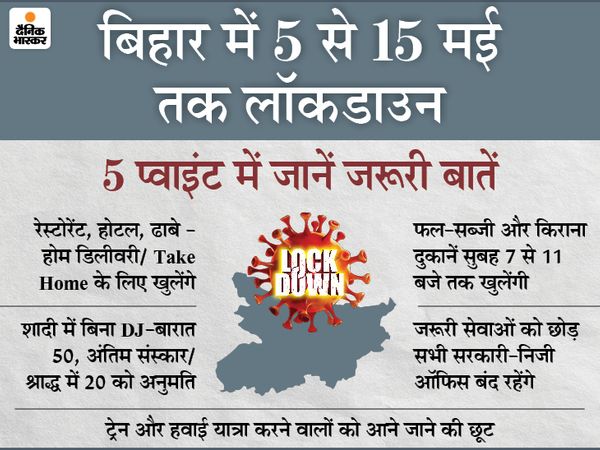 दैनिक
भास्कर
बिहार में 5 से 15 मई
तक लॉकडाउन
5 प्वाइंट में जानें जरूरी बातें
रेस्टोरेंट, होटल, ढाबे -
होम डिलीवरी/ Take
Home के लिए खुलेंगे
LOCK
DOWN
फल-सब्जी और किराना
दुकानें सुबह 7 से 11
बजे तक खुलेंगी
शादी में बिना DJ-बारात
50, अंतिम संस्कार/
श्राद्ध में 20 को अनुमति
जरूरी सेवाओं को छोड़
सभी सरकारी-निजी
ऑफिस बंद रहेंगे
ट्रेन और हवाई यात्रा करने वालों को आने जाने की छूट